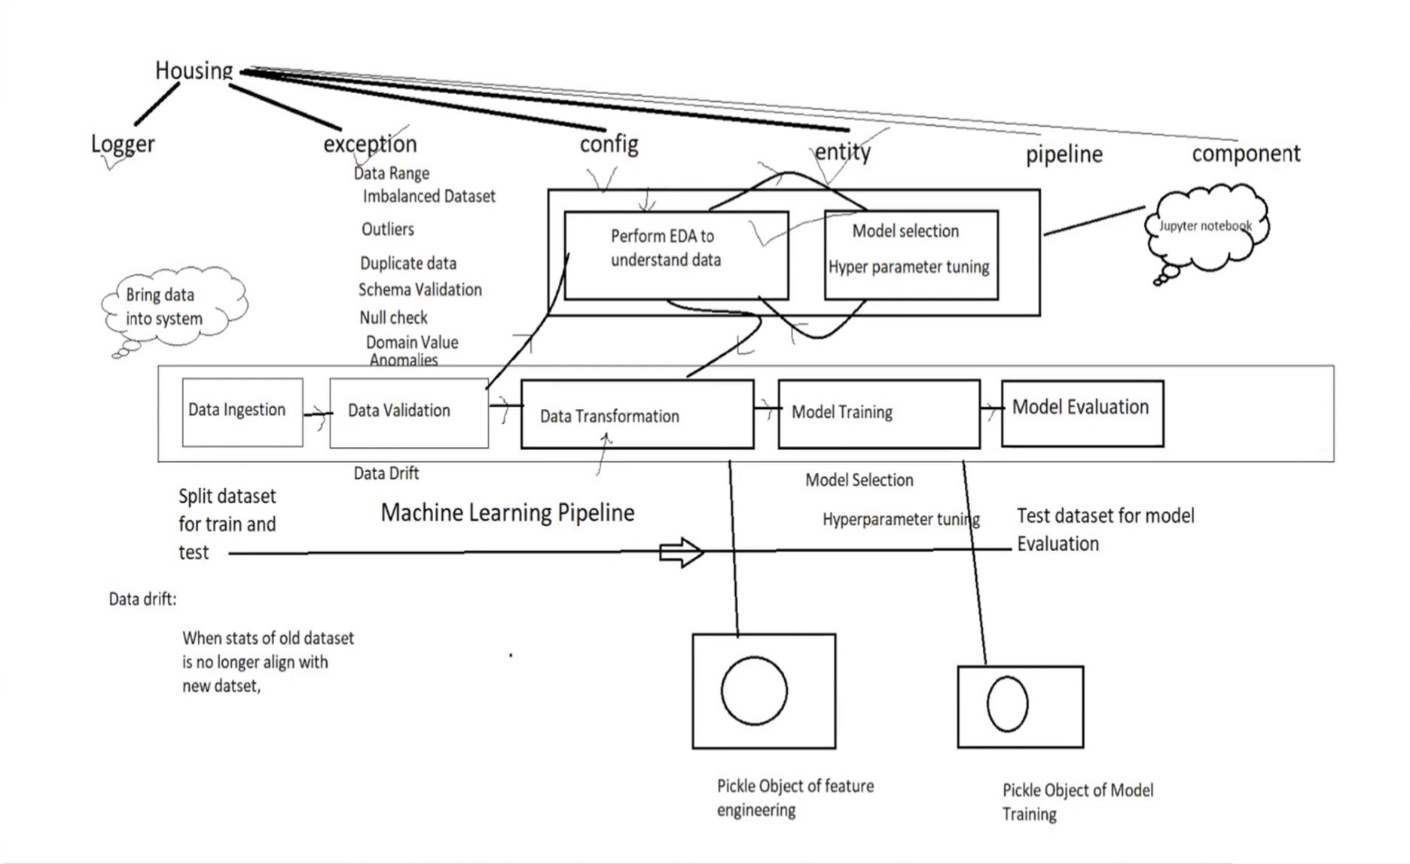 Housing
Logger
exception
config
entity
pipeline
component
Data Range
Imbalanced Dataset
Outliers
Duplicate data
Schema Validation
Null check
Domain Value
Anomalies
Perform EDA to
understand data
Model selection
Hyper parameter tuning
Jupyter notebook
Bring data
into system
Data Ingestion
Data Validation
Data Transformation
Model Training
Model Evaluation
Data Drift
Model Selection
Hyperparameter tuning
Split dataset
for train and
test
Machine Learning Pipeline
Test dataset for model
Evaluation
Data drift:
When stats of old dataset
is no longer align with
new datset,
Pickle Object of feature
engineering
Pickle Object of Model
Training